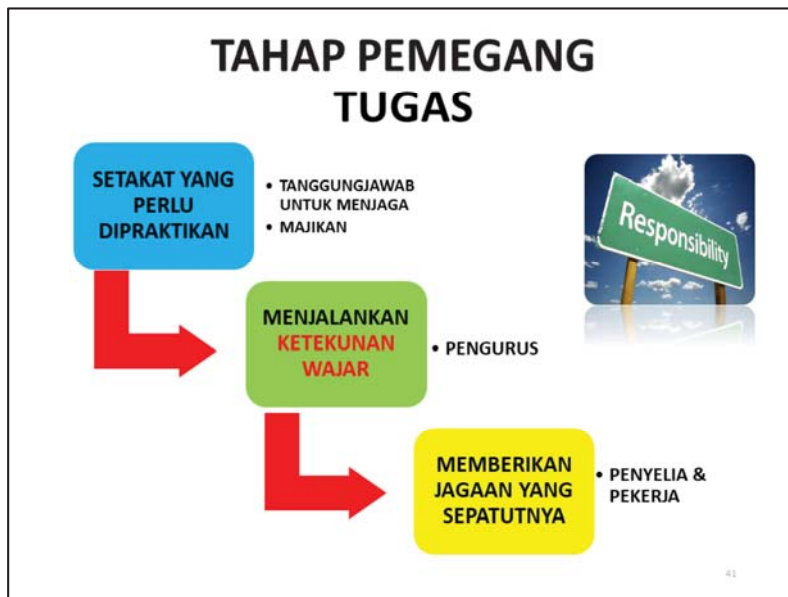 TAHAP PEMEGANG
TUGAS
SETAKAT YANG
PERLU
DIPRAKTIKAN
• TANGGUNGJAWAB
UNTUK MENJAGA
• MAJIKAN
Responsibility
MENJALANKAN
KETEKUNAN
WAJAR
• PENGURUS
MEMBERIKAN
JAGAAN YANG
SEPATUTNYA
• PENYELIA &
PEKERJA
41